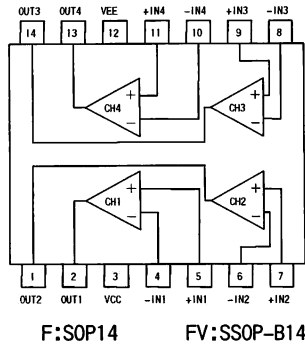 OUT3 OUT4 VEE +IN4 -IN4 +IN3 -IN3
14 13 12 11 10 9 8
CH4 + − + − CH3
CH1 + − + − CH2
1 2 3 4 5 6 7
OUT2 OUT1 VCC -IN1 +IN1 -IN2 +IN2
F:SOP14 FV:SSOP-B14